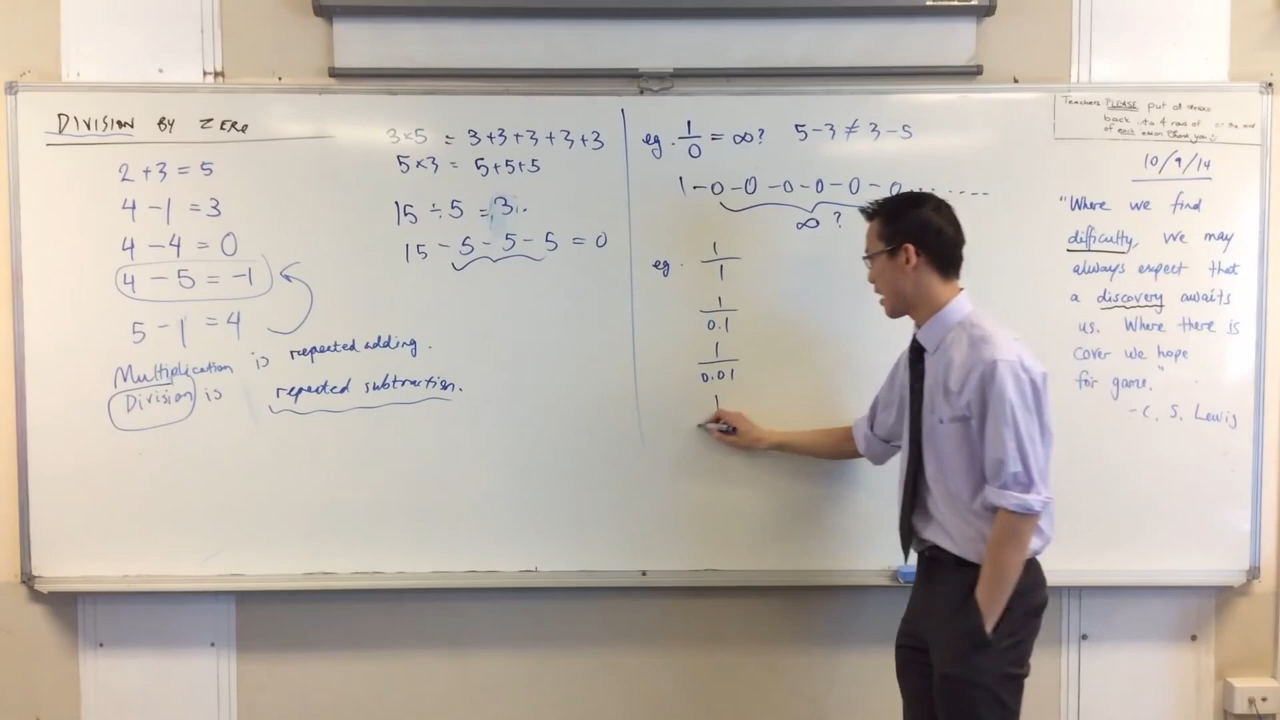 DIVISION BY ZERO
2 + 3 = 5
4 - 1 = 3
4 - 4 = 0
4 - 5 = -1
5 - 1 = 4
Multiplication is repeated adding.
Division is repeated subtraction.
3 × 5 = 3+3+3+3+3
5 × 3 = 5+5+5
15 ÷ 5 = 3.
15 - 5 - 5 - 5 = 0
eg. 1/0 = ∞? 5-3 ≠ 3-5
1-0-0-0-0-0-0.......
∞?
eg. 1/1
1/0.1
1/0.01
1
Teachers PLEASE put
back into 4 rows of at the end
of each lesson. Thank you
10/9/14
"Where we find
difficulty, we may
always expect that
a discovery awaits
us. Where there is
cover we hope
for game."
-C. S. Lewis